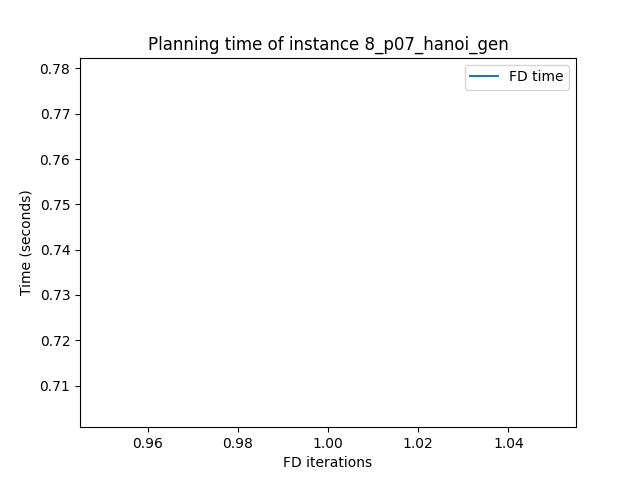 Planning time of instance 8_p07_hanoi_gen
FD time
0.78
0.77
0.76
0.75
0.74
0.73
0.72
0.71
Time (seconds)
0.96 0.98 1.00 1.02 1.04
FD iterations